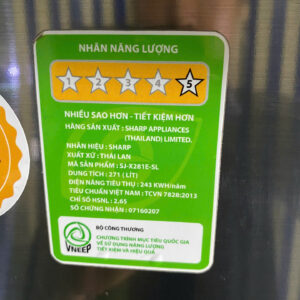 NHÃN NĂNG LƯỢNG
1 2 3 4 5
NHIỀU SAO HƠN - TIẾT KIỆM HƠN
HÃNG SẢN XUẤT : SHARP APPLIANCES
(THAILAND) LIMITED.
NHÃN HIỆU : SHARP
XUẤT XỨ : THÁI LAN
MÃ SẢN PHẨM : SJ-X281E-SL
DUNG TÍCH : 271 ( LÍT)
ĐIỆN NĂNG TIÊU THỤ : 243 KWH/năm
TIÊU CHUẨN VIỆT NAM : TCVN 7828:2013
CHỈ SỐ HSNL : 2,65
SỐ CHỨNG NHẬN : 07160207
BỘ CÔNG THƯƠNG
CHƯƠNG TRÌNH MỤC TIÊU QUỐC GIA
VỀ SỬ DỤNG NĂNG LƯỢNG
TIẾT KIỆM VÀ HIỆU QUẢ
VNEEP